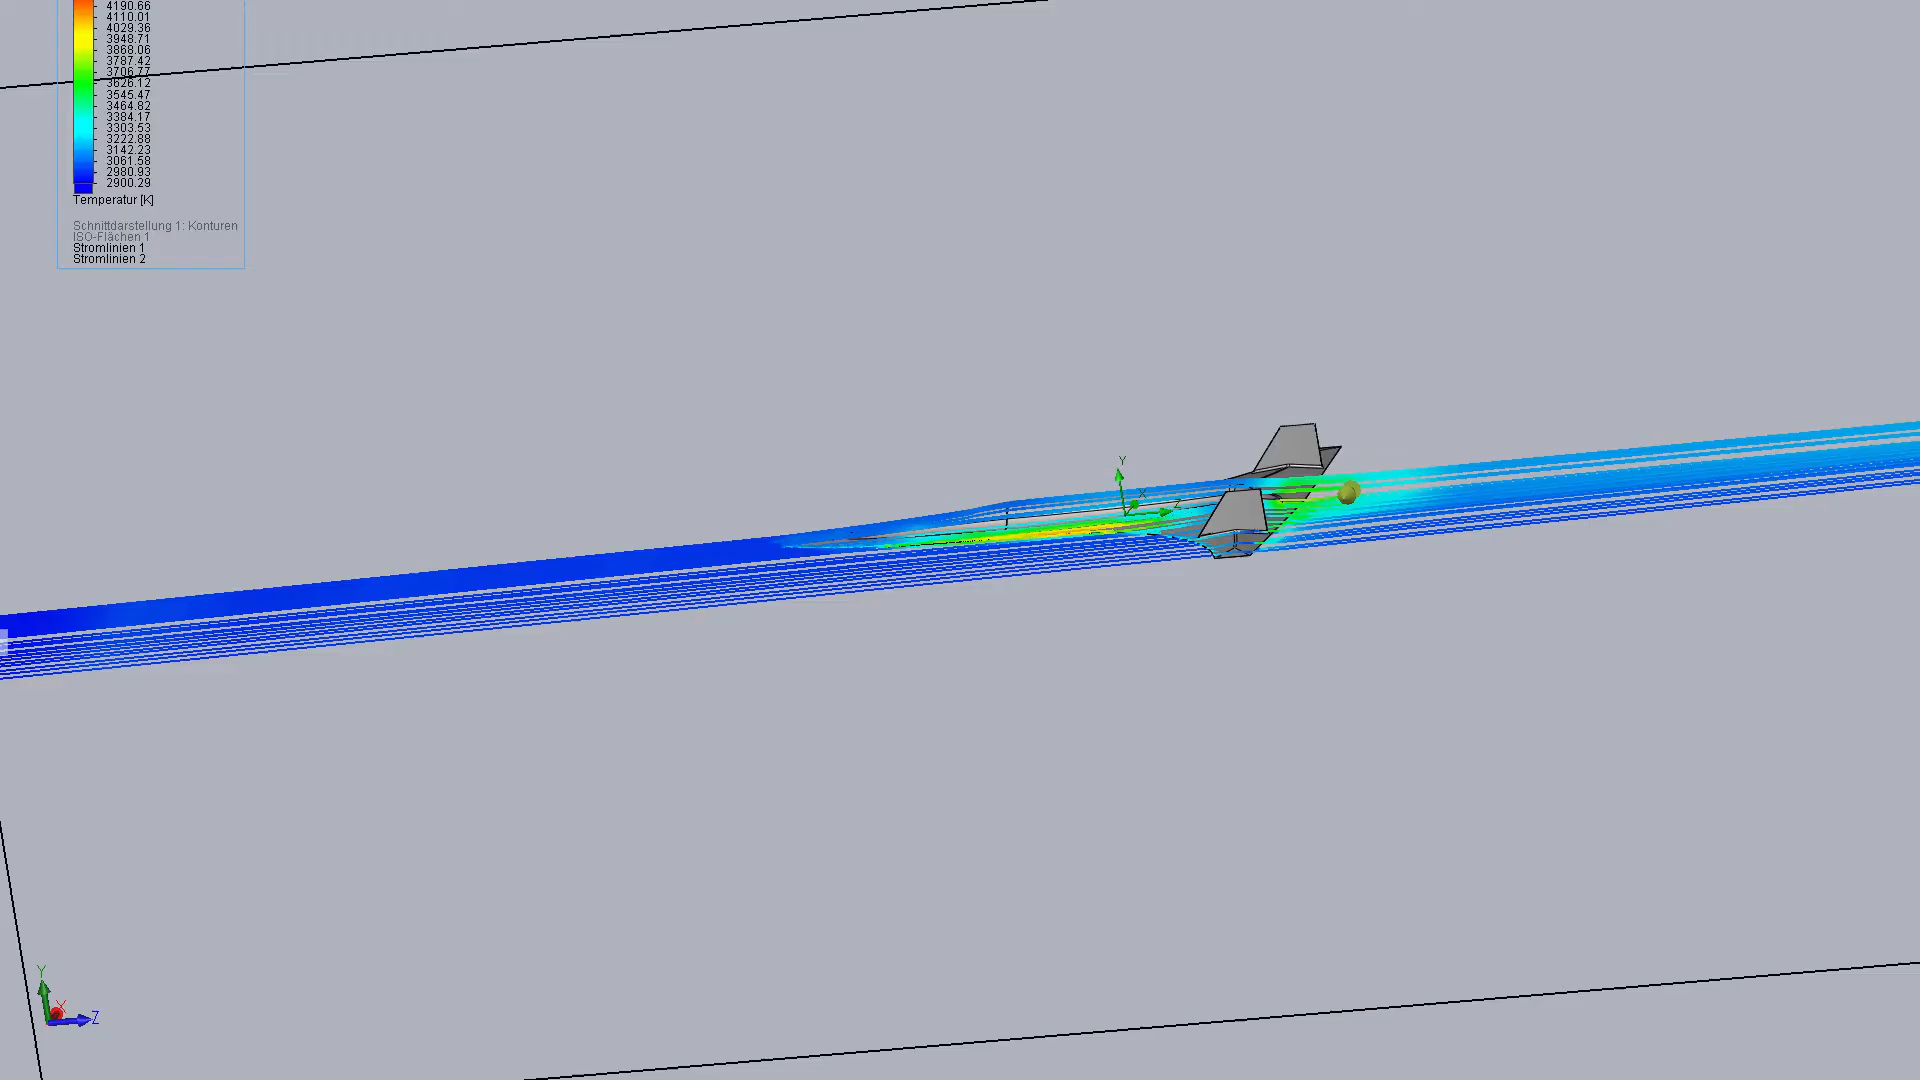 4190.66
4110.01
4029.36
3948.71
3868.06
3787.42
3706.77
3626.12
3545.47
3464.82
3384.17
3303.53
3222.88
3142.23
3061.58
2980.93
2900.29
Temperatur [K]
Schnittdarstellung 1: Konturen
ISO-Flächen 1
Stromlinien 1
Stromlinien 2
Y
X
Z
Y
X
Z